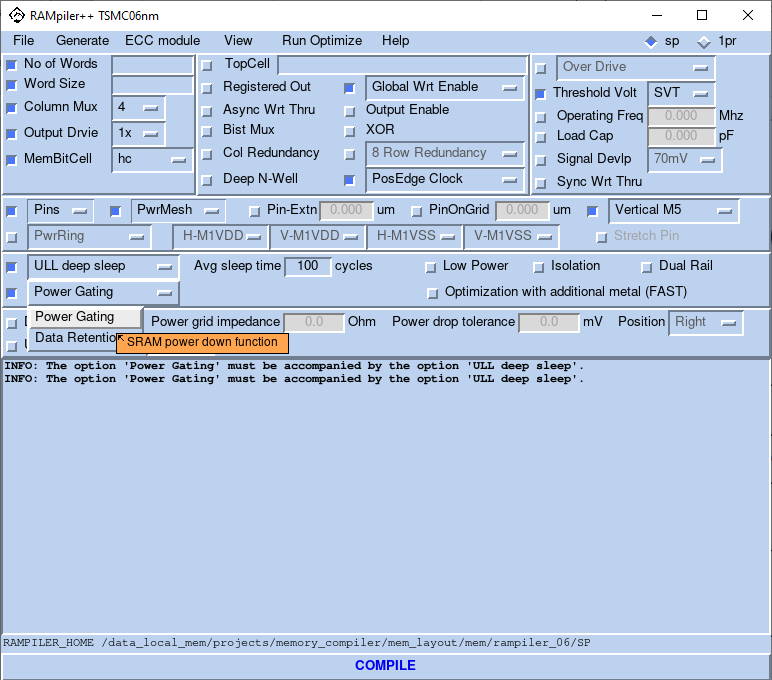 RAMpiler++ TSMC06nm
File Generate ECC module View Run Optimize Help sp 1pr
No of Words TopCell Over Drive
Word Size Registered Out Global Wrt Enable Threshold Volt SVT
Column Mux 4 Async Wrt Thru Output Enable Operating Freq 0.000 Mhz
Output Drvie 1x Bist Mux XOR Load Cap 0.000 pF
MemBitCell hc Col Redundancy 8 Row Redundancy Signal Devlp 70mV
Deep N-Well PosEdge Clock Sync Wrt Thru
Pins PwrMesh Pin-Extn 0.000 um PinOnGrid 0.000 um Vertical M5
PwrRing H-M1VDD V-M1VDD H-M1VSS V-M1VSS Stretch Pin
ULL deep sleep Avg sleep time 100 cycles Low Power Isolation Dual Rail
Power Gating Optimization with additional metal (FAST)
Power Gating Power grid impedance 0.0 Ohm Power drop tolerance 0.0 mV Position Right
Data Retentio SRAM power down function
INFO: The option 'Power Gating' must be accompanied by the option 'ULL deep sleep'.
INFO: The option 'Power Gating' must be accompanied by the option 'ULL deep sleep'.
RAMPILER_HOME /data_local_mem/projects/memory_compiler/mem_layout/mem/rampiler_06/SP
COMPILE